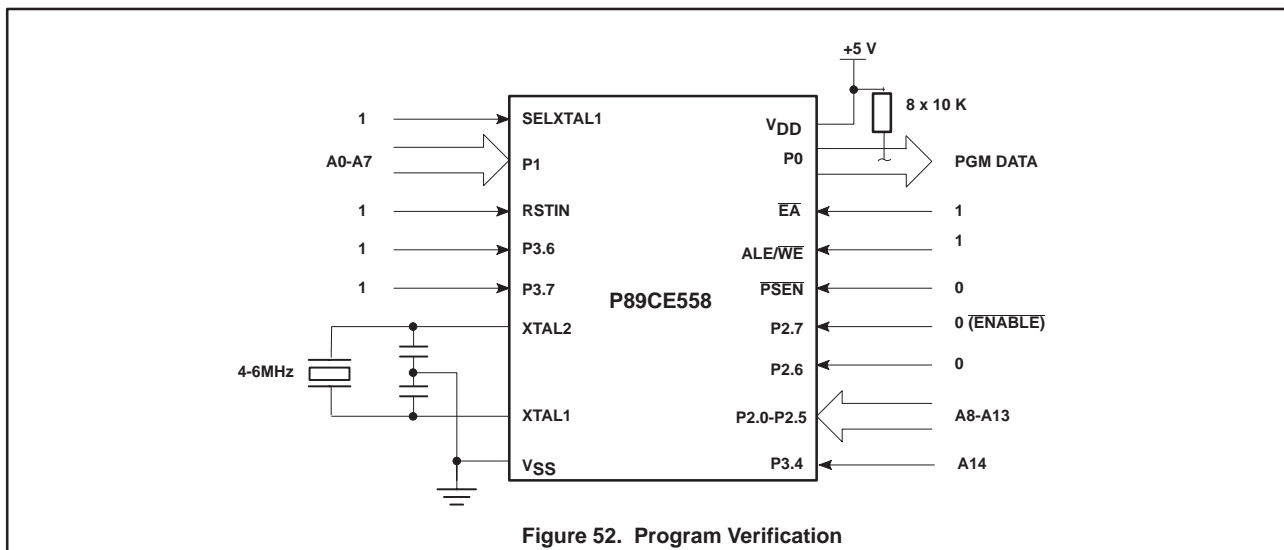 +5 V
8 x 10 K
1
SELXTAL1
VDD
A0-A7
P1
P0
PGM DATA
1
RSTIN
EA
1
1
P3.6
ALE/WE
1
1
P3.7
PSEN
0
P89CE558
XTAL2
P2.7
0 (ENABLE)
4-6MHz
P2.6
0
XTAL1
P2.0-P2.5
A8-A13
VSS
P3.4
A14
Figure 52. Program Verification